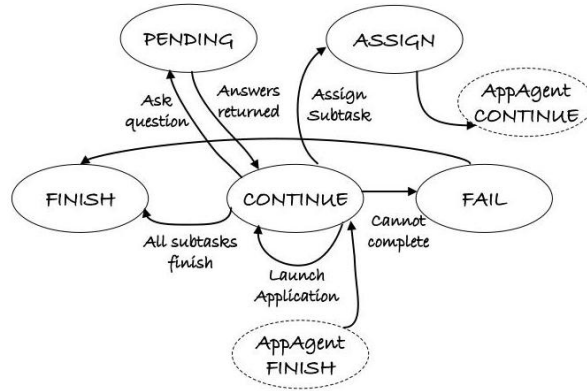 PENDING
ASSIGN
AppAgent
CONTINUE
Ask
question
Answers
returned
Assign
Subtask
FINISH
CONTINUE
FAIL
All subtasks
finish
Launch
Application
Cannot
complete
AppAgent
FINISH